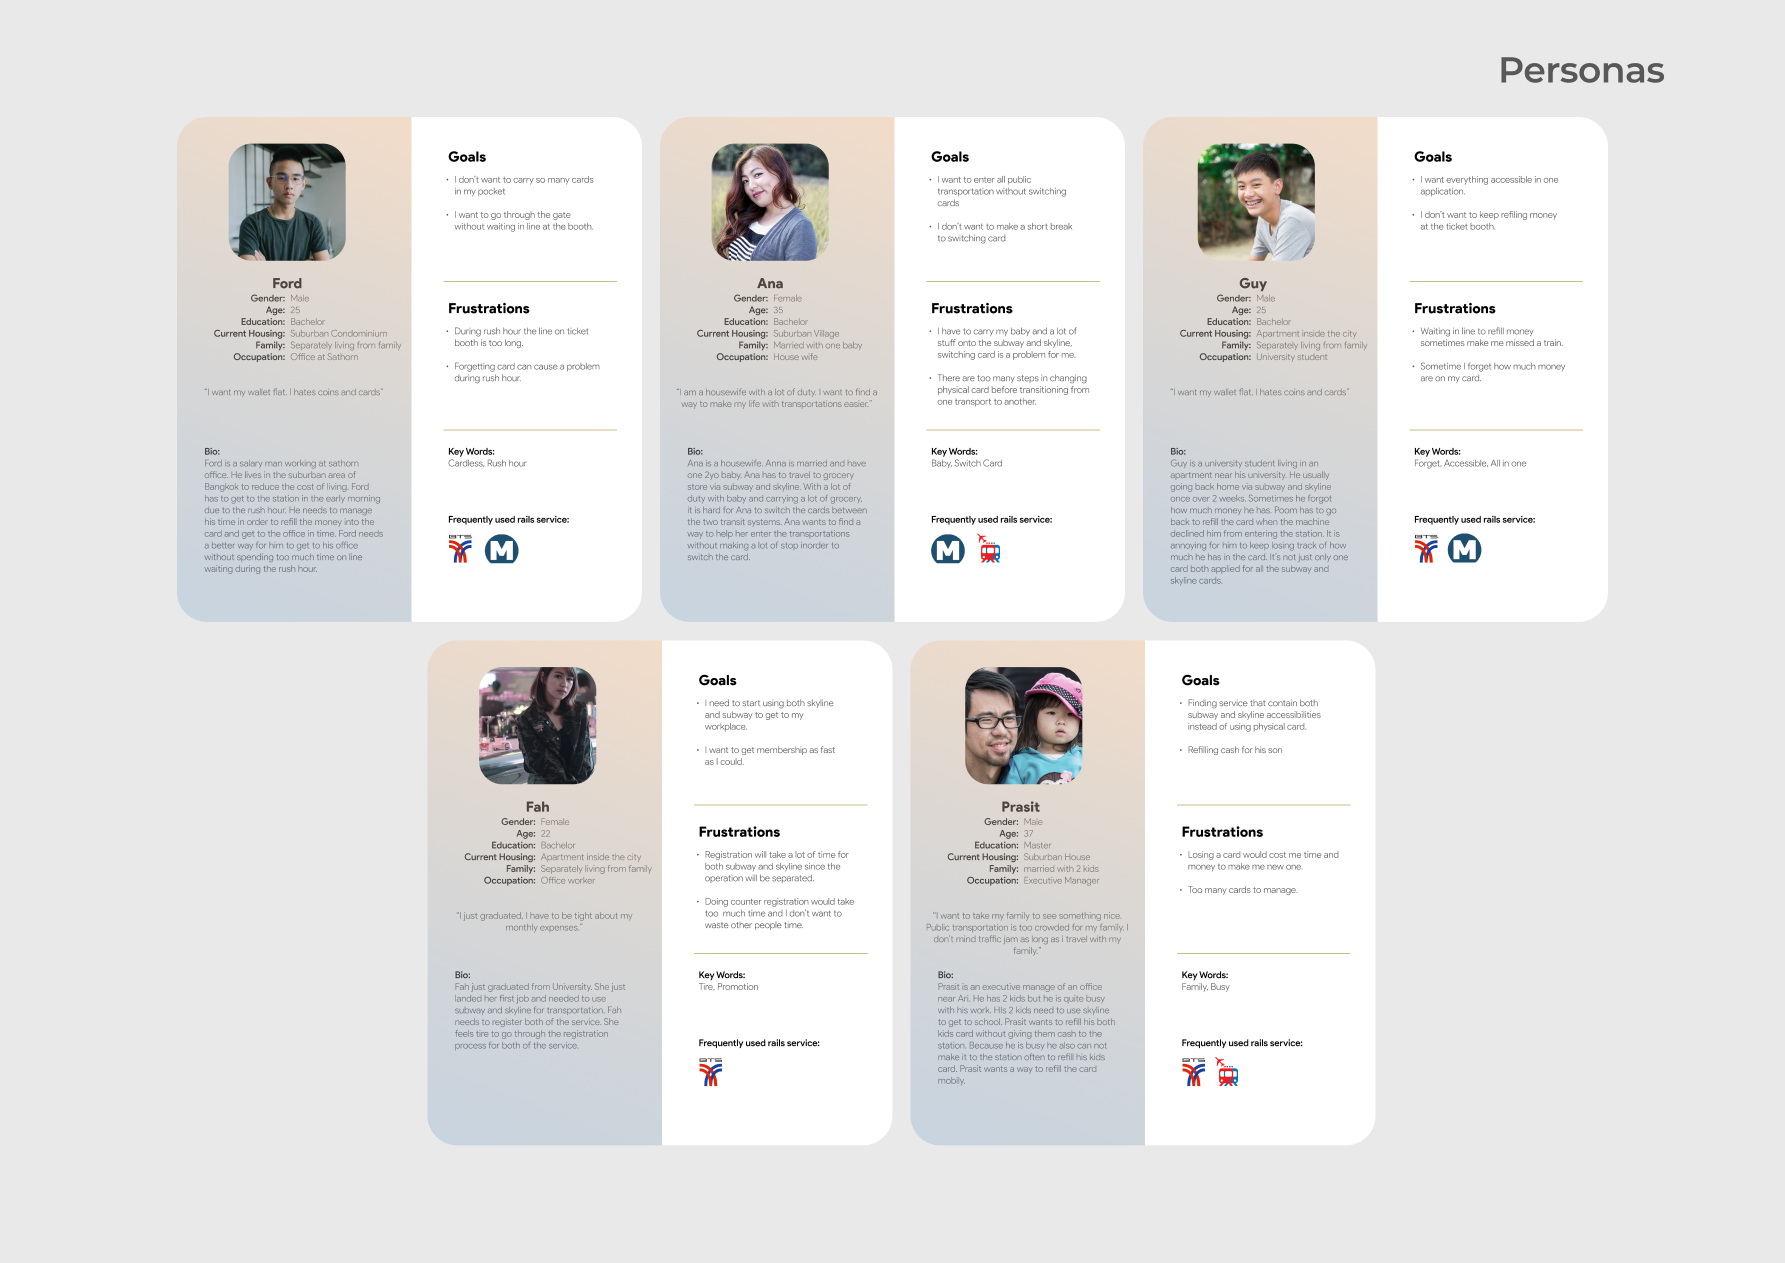 Personas
Ford
Gender: Male
Age: 25
Education: Bachelor
Current Housing: Suburban Condominium
Family: Separately living from family
Occupation: Office at Sathorn
“I want my wallet flat. I hates coins and cards”
Bio:
Ford is a salary man working at sathorn
office. He lives in the suburban area of
Bangkok to reduce the cost of living. Ford
has to get to the station in the early morning
due to the rush hour. He needs to manage
his time in order to refill the money into the
card and get to the office in time. Ford needs
a better way for him to get to his office
without spending too much time on line
waiting during the rush hour.
Goals
• I don’t want to carry so many cards
in my pocket
• I want to go through the gate
without waiting in line at the booth.
Frustrations
• During rush hour the line on ticket
booth is too long.
• Forgetting card can cause a problem
during rush hour.
Key Words:
Cardless, Rush hour
Frequently used rails service:
BTS
M
Ana
Gender: Female
Age: 35
Education: Bachelor
Current Housing: Suburban Village
Family: Married with one baby
Occupation: House wife
“I am a housewife with a lot of duty. I want to find a
way to make my life with transportations easier.”
Bio:
Ana is a housewife. Anna is married and have
one 2yo baby. Ana has to travel to grocery
store via subway and skyline. With a lot of
duty with baby and carrying a lot of grocery,
it is hard for Ana to switch the cards between
the two transit systems. Ana wants to find a
way to help her enter the transportations
without making a lot of stop inorder to
switch the card.
Goals
• I want to enter all public
transportation without switching
cards
• I don’t want to make a short break
to switching card
Frustrations
• I have to carry my baby and a lot of
stuff onto the subway and skyline,
switching card is a problem for me.
• There are too many steps in changing
physical card before transitioning from
one transport to another.
Key Words:
Baby, Switch Card
Frequently used rails service:
M
Guy
Gender: Male
Age: 25
Education: Bachelor
Current Housing: Apartment inside the city
Family: Separately living from family
Occupation: University student
“I want my wallet flat. I hates coins and cards”
Bio:
Guy is a university student living in an
apartment near his university. He usually
going back home via subway and skyline
once over 2 weeks. Sometimes he forgot
how much money he has. Poom has to go
back to refill the card when the machine
declined him from entering the station. It is
annoying for him to keep losing track of how
much he has in the card. It’s not just only one
card both applied for all the subway and
skyline cards.
Goals
• I want everything accessible in one
application.
• I don’t want to keep refiling money
at the ticket booth.
Frustrations
• Waiting in line to refill money
sometimes make me missed a train.
• Sometime I forget how much money
are on my card.
Key Words:
Forget, Accessible, All in one
Frequently used rails service:
BTS
M
Fah
Gender: Female
Age: 22
Education: Bachelor
Current Housing: Apartment inside the city
Family: Separately living from family
Occupation: Office worker
“I just graduated, I have to be tight about my
monthly expenses.”
Bio:
Fah just graduated from University. She just
landed her first job and needed to use
subway and skyline for transportation. Fah
needs to register both of the service. She
feels tire to go through the registration
process for both of the service.
Goals
• I need to start using both skyline
and subway to get to my
workplace.
• I want to get membership as fast
as I could.
Frustrations
• Registration will take a lot of time for
both subway and skyline since the
operation will be separated.
• Doing counter registration would take
too much time and I don’t want to
waste other people time.
Key Words:
Tire, Promotion
Frequently used rails service:
BTS
Prasit
Gender: Male
Age: 37
Education: Master
Current Housing: Suburban House
Family: married with 2 kids
Occupation: Executive Manager
“I want to take my family to see something nice.
Public transportation is too crowded for my family. I
don’t mind traffic jam as long as i travel with my
family.”
Bio:
Prasit is an executive manage of an office
near Ari. He has 2 kids but he is quite busy
with his work. HIs 2 kids need to use skyline
to get to school. Prasit wants to refill his both
kids card without giving them cash to the
station. Because he is busy he also can not
make it to the station often to refill his kids
card. Prasit wants a way to refill the card
mobily.
Goals
• Finding service that contain both
subway and skyline accessibilities
instead of using physical card.
• Refilling cash for his son
Frustrations
• Losing a card would cost me time and
money to make me new one.
• Too many cards to manage.
Key Words:
Family, Busy
Frequently used rails service:
BTS